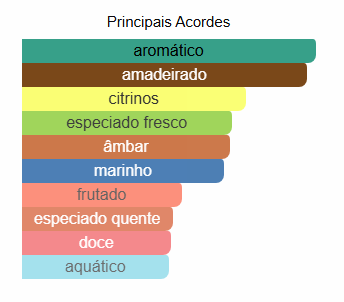 Principais Acordes
aromático
amadeirado
citrinos
especiado fresco
âmbar
marinho
frutado
especiado quente
doce
aquático